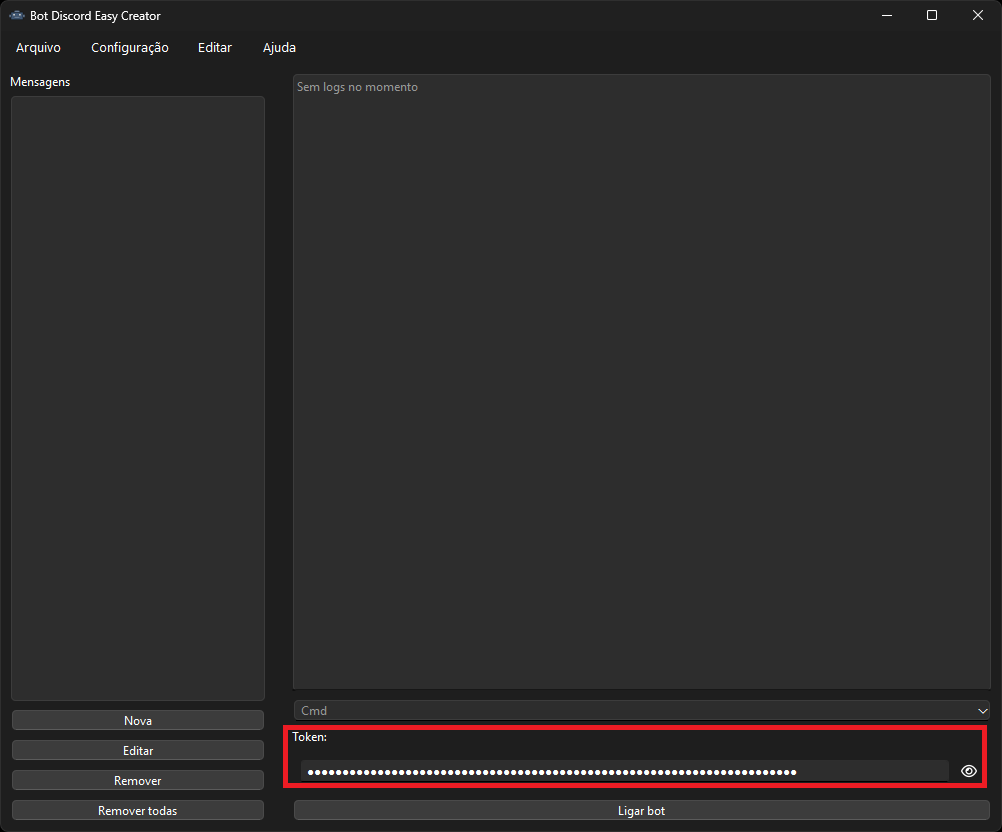 Bot Discord Easy Creator
Arquivo Configuração Editar Ajuda
Mensagens
Sem logs no momento
Nova
Editar
Remover
Remover todas
Cmd
Token:
Ligar bot